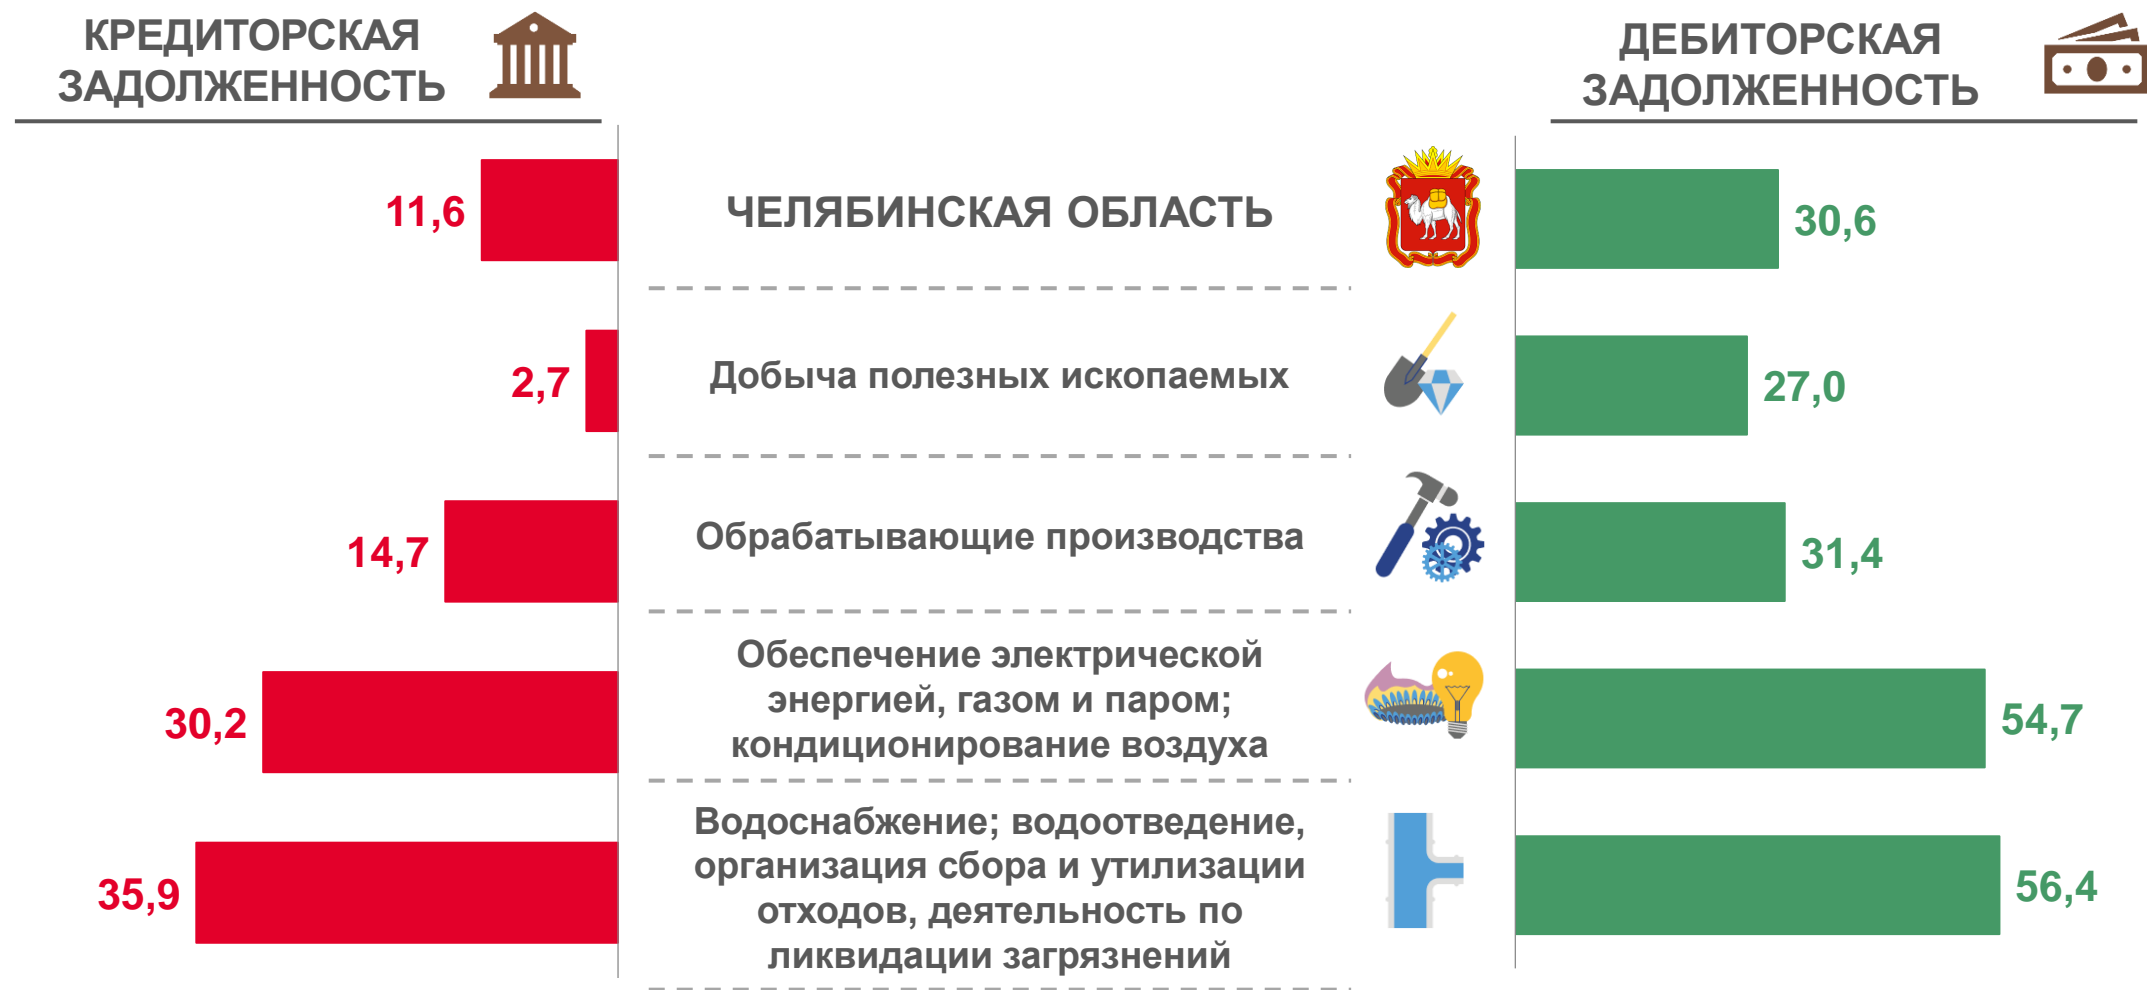 КРЕДИТОРСКАЯ
ЗАДОЛЖЕННОСТЬ
ДЕБИТОРСКАЯ
ЗАДОЛЖЕННОСТЬ
11,6
ЧЕЛЯБИНСКАЯ ОБЛАСТЬ
30,6
2,7
Добыча полезных ископаемых
27,0
14,7
Обрабатывающие производства
31,4
30,2
Обеспечение электрической
энергией, газом и паром;
кондиционирование воздуха
54,7
35,9
Водоснабжение; водоотведение,
организация сбора и утилизации
отходов, деятельность по
ликвидации загрязнений
56,4